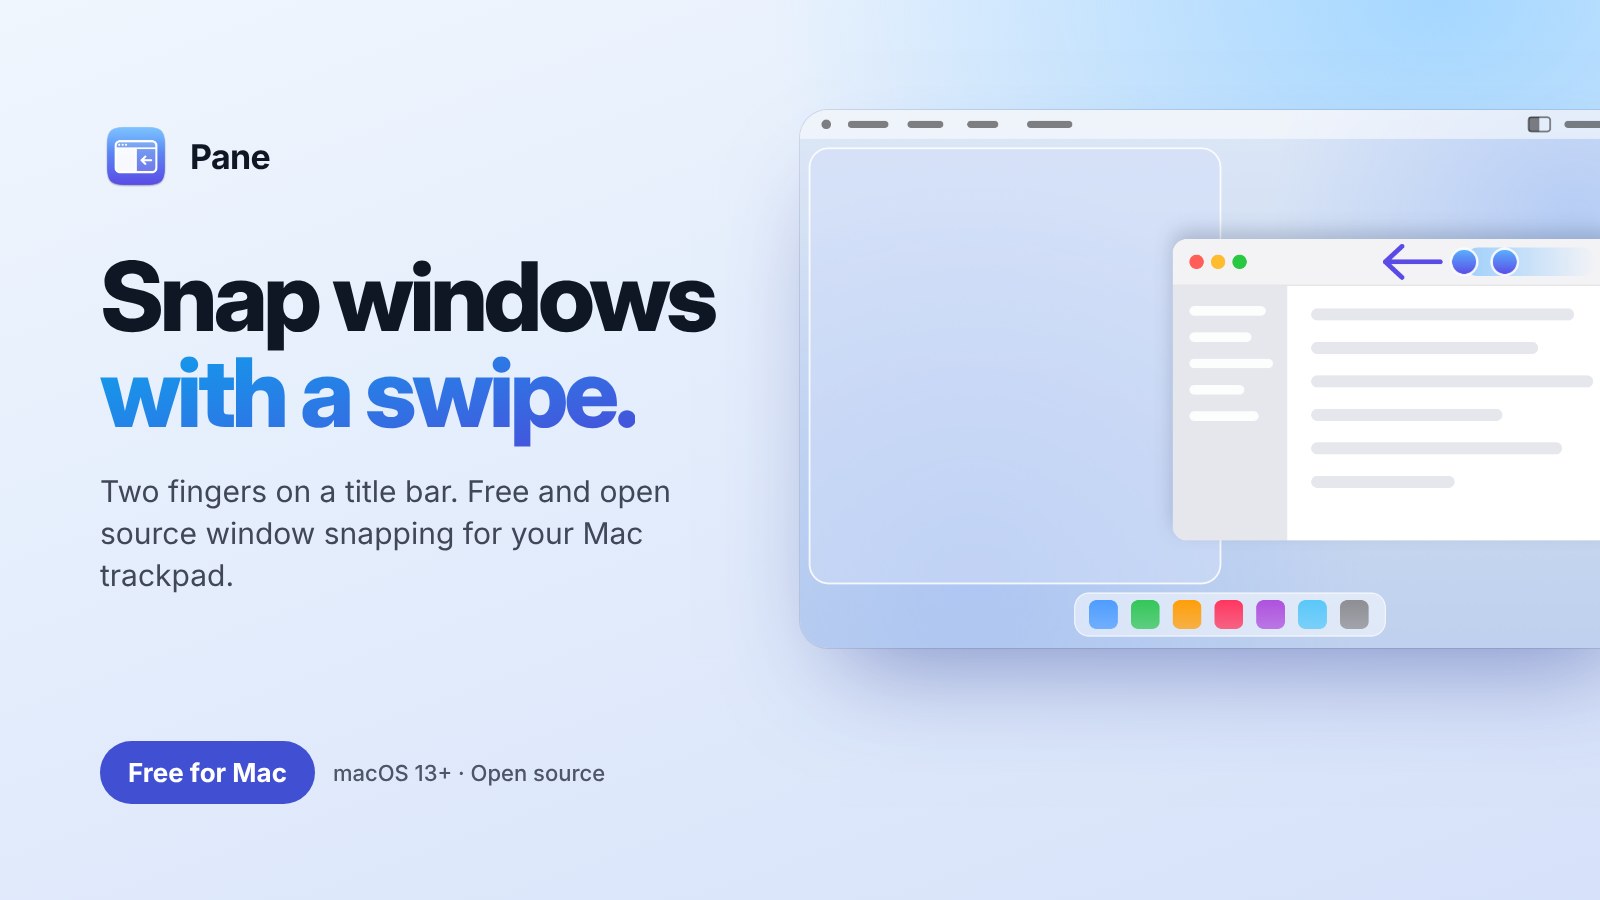 Pane
Snap windows
with a swipe.
Two fingers on a title bar. Free and open
source window snapping for your Mac
trackpad.
Free for Mac
macOS 13+ · Open source